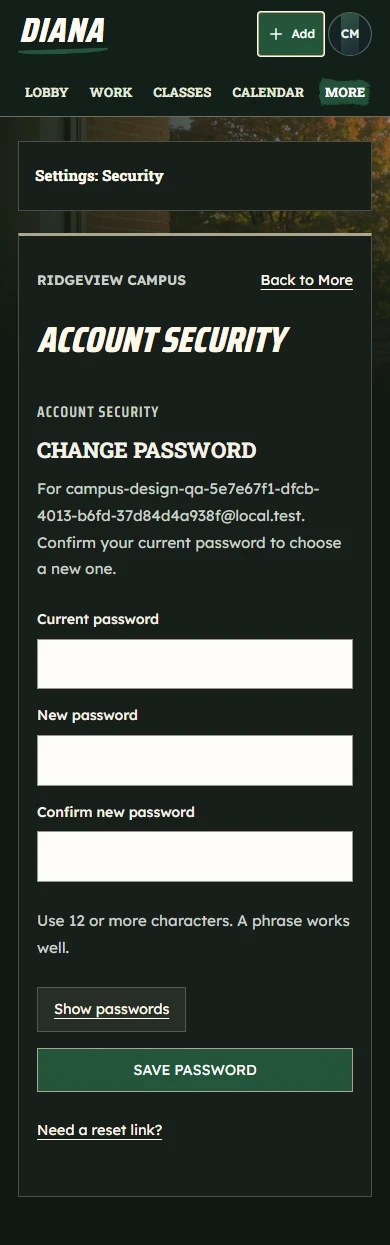 DIANA
+ Add
CM
LOBBY WORK CLASSES CALENDAR MORE
Settings: Security
RIDGEVIEW CAMPUS
Back to More
ACCOUNT SECURITY
ACCOUNT SECURITY
CHANGE PASSWORD
For campus-design-qa-5e7e67f1-dfcb-
4013-b6fd-37d84d4a938f@local.test.
Confirm your current password to choose
a new one.
Current password
New password
Confirm new password
Use 12 or more characters. A phrase works
well.
Show passwords
SAVE PASSWORD
Need a reset link?